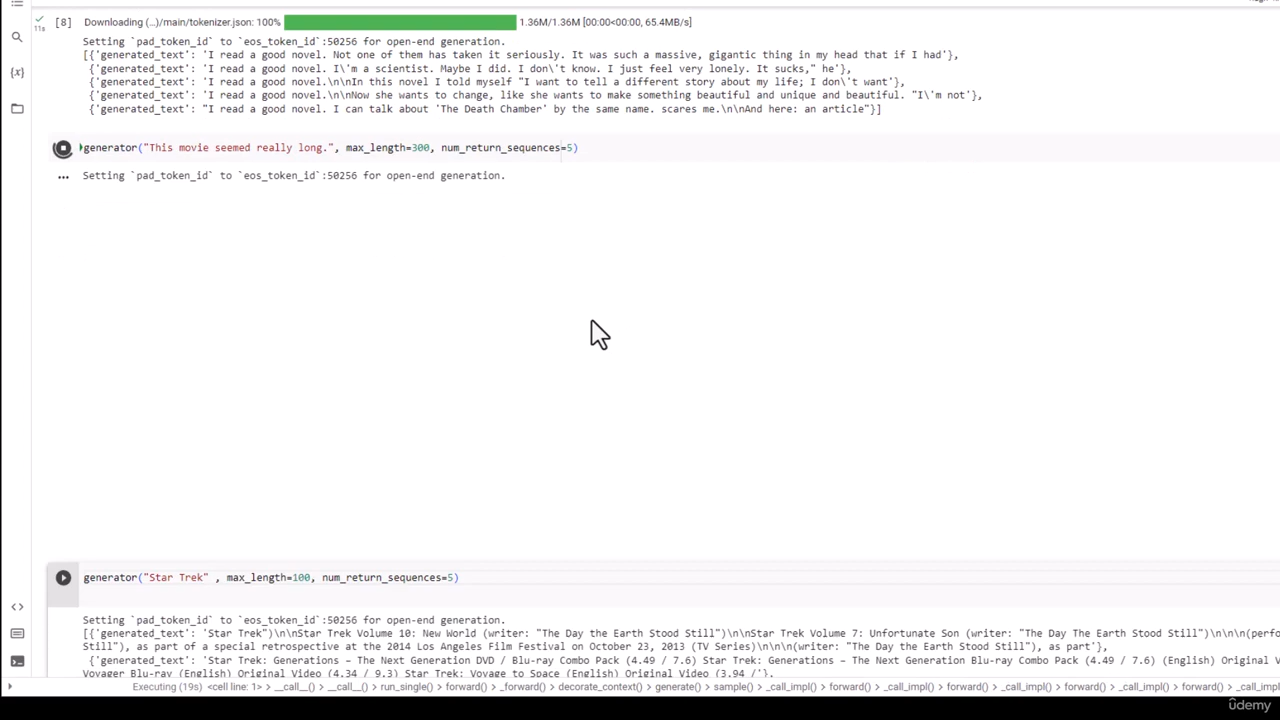 [8] Downloading (…)/main/tokenizer.json: 100% 1.36M/1.36M [00:00<00:00, 65.4MB/s]
11s
Setting `pad_token_id` to `eos_token_id`:50256 for open-end generation.
[{'generated_text': 'I read a good novel. Not one of them has taken it seriously. It was such a massive, gigantic thing in my head that if I had'},
{'generated_text': 'I read a good novel. I\'m a scientist. Maybe I did. I don\'t know. I just feel very lonely. It sucks," he'},
{'generated_text': 'I read a good novel.\n\nIn this novel I told myself "I want to tell a different story about my life; I don\'t want'},
{'generated_text': 'I read a good novel.\n\nNow she wants to change, like she wants to make something beautiful and unique and beautiful. "I\'m not'},
{'generated_text': "I read a good novel. I can talk about 'The Death Chamber' by the same name. scares me.\n\nAnd here: an article"}]
generator("This movie seemed really long.", max_length=300, num_return_sequences=5)
... Setting `pad_token_id` to `eos_token_id`:50256 for open-end generation.
generator("Star Trek" , max_length=100, num_return_sequences=5)
Setting `pad_token_id` to `eos_token_id`:50256 for open-end generation.
[{'generated_text': 'Star Trek")\n\nStar Trek Volume 10: New World (writer: "The Day the Earth Stood Still")\n\nStar Trek Volume 7: Unfortunate Son (writer: "The Day The Earth Stood Still")\n\n\n(perfo
Still"), as part of a special retrospective at the 2014 Los Angeles Film Festival on October 23, 2013 (TV Series)\n\n\n(writer: "The Day the Earth Stood Still"), as part'},
{'generated_text': 'Star Trek: Generations – The Next Generation DVD / Blu-ray Combo Pack (4.49 / 7.6) Star Trek: Generations – The Next Generation Blu-ray Combo Pack (4.49 / 7.6) (English) Original V
Voyager Blu-ray (English) Original Video (4.34 / 9.3) Star Trek: Voyage to Space (English) Original Video (3.94 /'},
Executing (19s) <cell line: 1> > __call__() > __call__() > run_single() > forward() > _forward() > decorate_context() > generate() > sample() > _call_impl() > forward() > _call_impl() > forward() > _call_impl() > forward() > _call_impl() > forward() > _call_impl() > forward() > _call_i
ûdemy